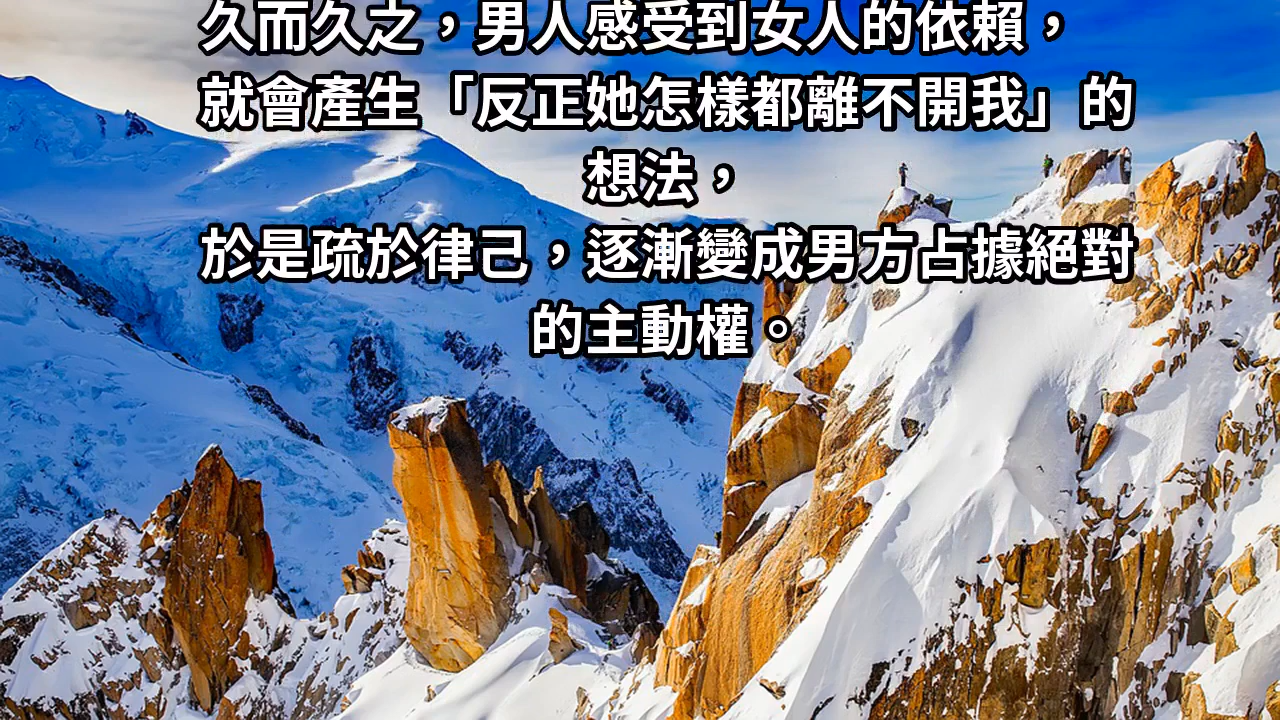 久而久之，男人感受到女人的依賴，
就會產生「反正她怎樣都離不開我」的
想法，
於是疏於律己，逐漸變成男方占據絕對
的主動權。